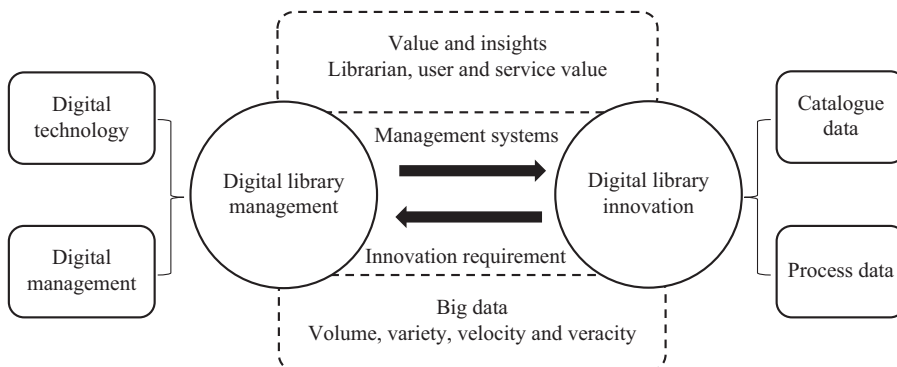 Value and insights
Librarian, user and service value
Digital
technology
Catalogue
data
Management systems
Digital library
management
Digital library
innovation
Digital
management
Innovation requirement
Process data
Big data
Volume, variety, velocity and veracity